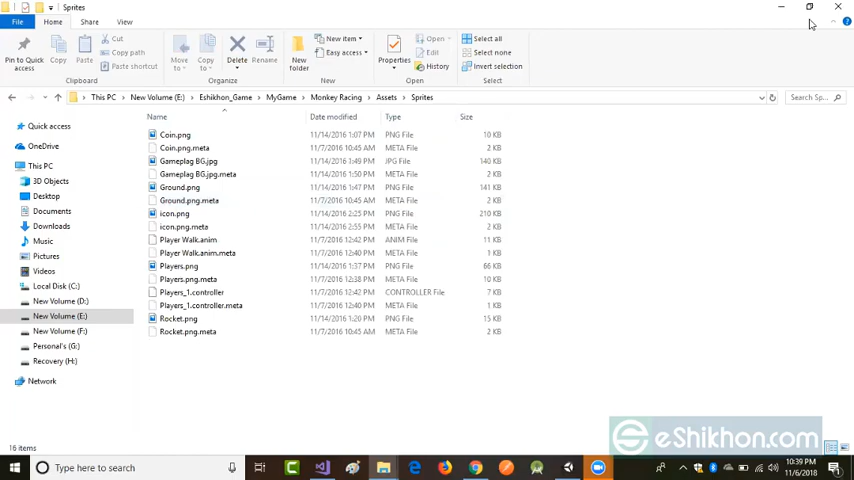 Sprites
File Home Share View
Pin to Quick access
Copy
Paste
Cut
Copy path
Paste shortcut
Clipboard
Move to
Copy to
Delete
Rename
Organize
New folder
New item
Easy access
New
Properties
Open
Edit
History
Open
Select all
Select none
Invert selection
Select
This PC New Volume (E:) Eshikhon_Game MyGame Monkey Racing Assets Sprites
Search Sp...
Quick access
OneDrive
This PC
3D Objects
Desktop
Documents
Downloads
Music
Pictures
Videos
Local Disk (C:)
New Volume (D:)
New Volume (E:)
New Volume (F:)
Personal's (G:)
Recovery (H:)
Network
Name Date modified Type Size
Coin.png 11/14/2016 1:07 PM PNG File 10 KB
Coin.png.meta 11/7/2016 10:45 AM META File 2 KB
Gameplag BG.jpg 11/14/2016 1:49 PM JPG File 140 KB
Gameplag BG.jpg.meta 11/14/2016 1:50 PM META File 2 KB
Ground.png 11/14/2016 1:47 PM PNG File 141 KB
Ground.png.meta 11/7/2016 10:45 AM META File 2 KB
icon.png 11/14/2016 2:25 PM PNG File 210 KB
icon.png.meta 11/14/2016 2:55 PM META File 2 KB
Player Walk.anim 11/7/2016 12:42 PM ANIM File 11 KB
Player Walk.anim.meta 11/7/2016 12:40 PM META File 1 KB
Players.png 11/14/2016 1:37 PM PNG File 66 KB
Players.png.meta 11/7/2016 12:38 PM META File 10 KB
Players_1.controller 11/7/2016 12:42 PM CONTROLLER File 7 KB
Players_1.controller.meta 11/7/2016 12:40 PM META File 1 KB
Rocket.png 11/14/2016 1:20 PM PNG File 15 KB
Rocket.png.meta 11/7/2016 10:45 AM META File 2 KB
eShikhon.com
16 items
Type here to search
10:39 PM
11/6/2018